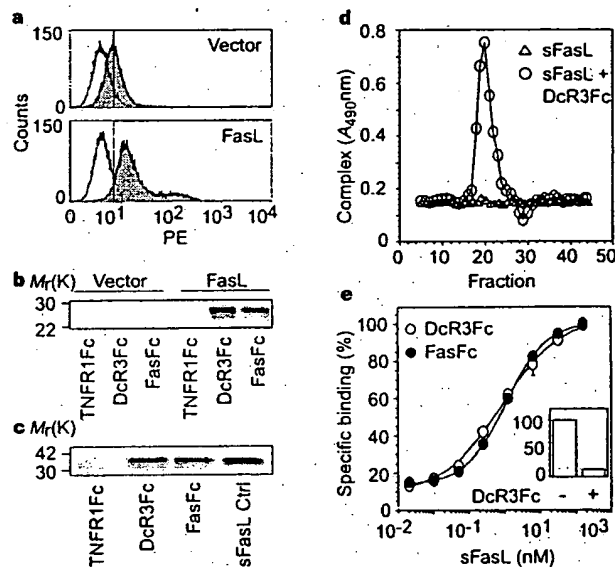 a
150
Vector
0
Counts
150
FasL
0
0
10¹
10²
10³
10⁴
PE
b
Mr(K)
Vector
FasL
30
22
TNFR1Fc
DcR3Fc
FasFc
TNFR1Fc
DcR3Fc
FasFc
c
Mr(K)
42
30
TNFR1Fc
DcR3Fc
FasFc
sFasL Ctrl
d
Complex (A490nm)
0.8
0.6
0.4
0.2
0
△ sFasL
○ sFasL +
DcR3Fc
0
10
20
30
40
50
Fraction
e
Specific binding (%)
100
80
60
40
20
0
○ DcR3Fc
● FasFc
100
50
0
DcR3Fc - +
10⁻²
10⁻¹
10⁰
10¹
10²
sFasL (nM)